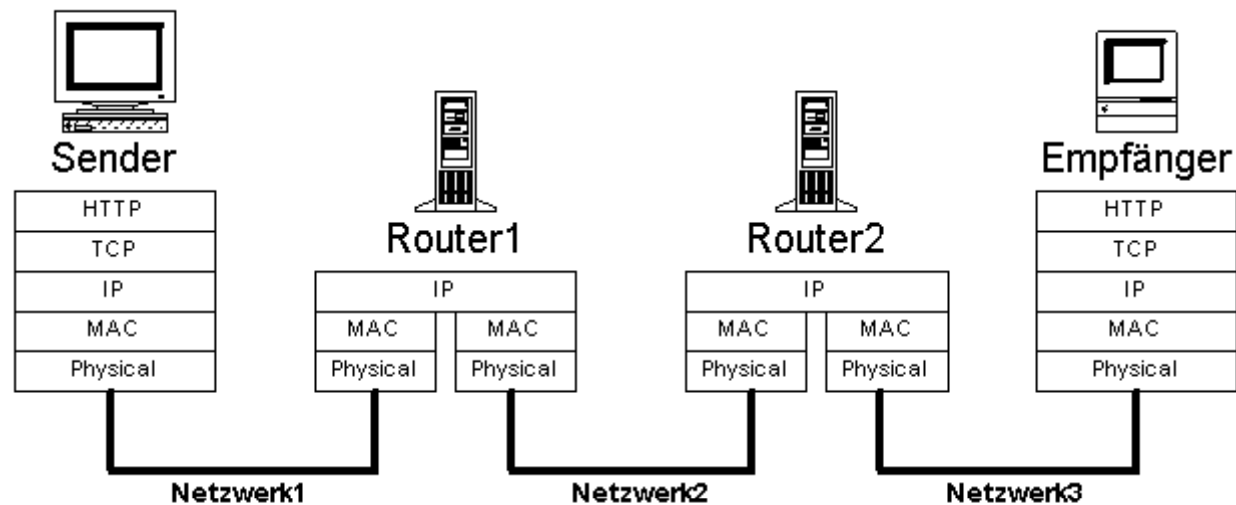 Sender
HTTP
TCP
IP
MAC
Physical
Router1
IP
MAC MAC
Physical Physical
Router2
IP
MAC MAC
Physical Physical
Empfänger
HTTP
TCP
IP
MAC
Physical
Netzwerk1
Netzwerk2
Netzwerk3